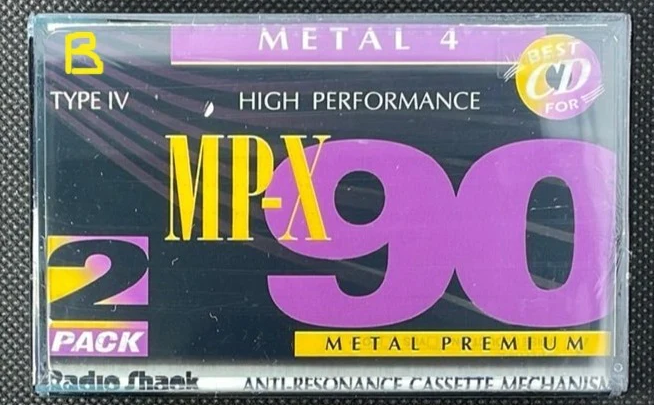 B
METAL 4
BEST
FOR
CD
TYPE IV
HIGH PERFORMANCE
MP-X
90
2
PACK
METAL PREMIUM
Radio Shack
ANTI-RESONANCE CASSETTE MECHANISM